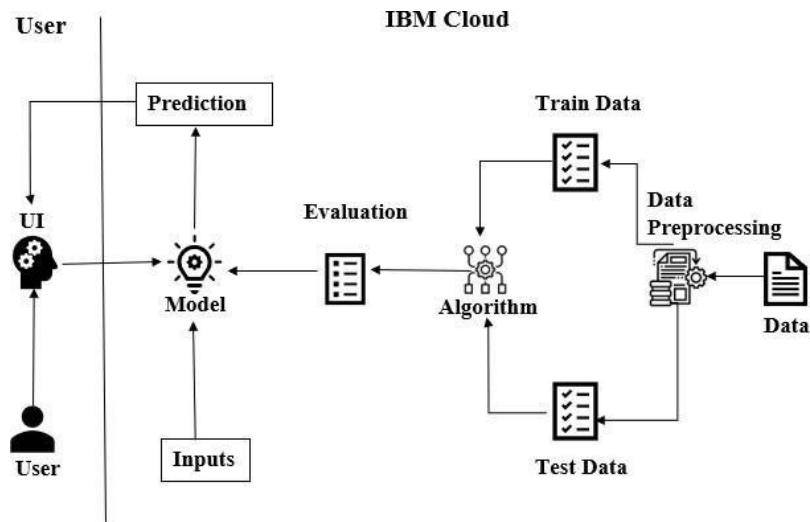 User
IBM Cloud
Prediction
Train Data
UI
Evaluation
Data
Preprocessing
Model
Algorithm
Data
User
Inputs
Test Data